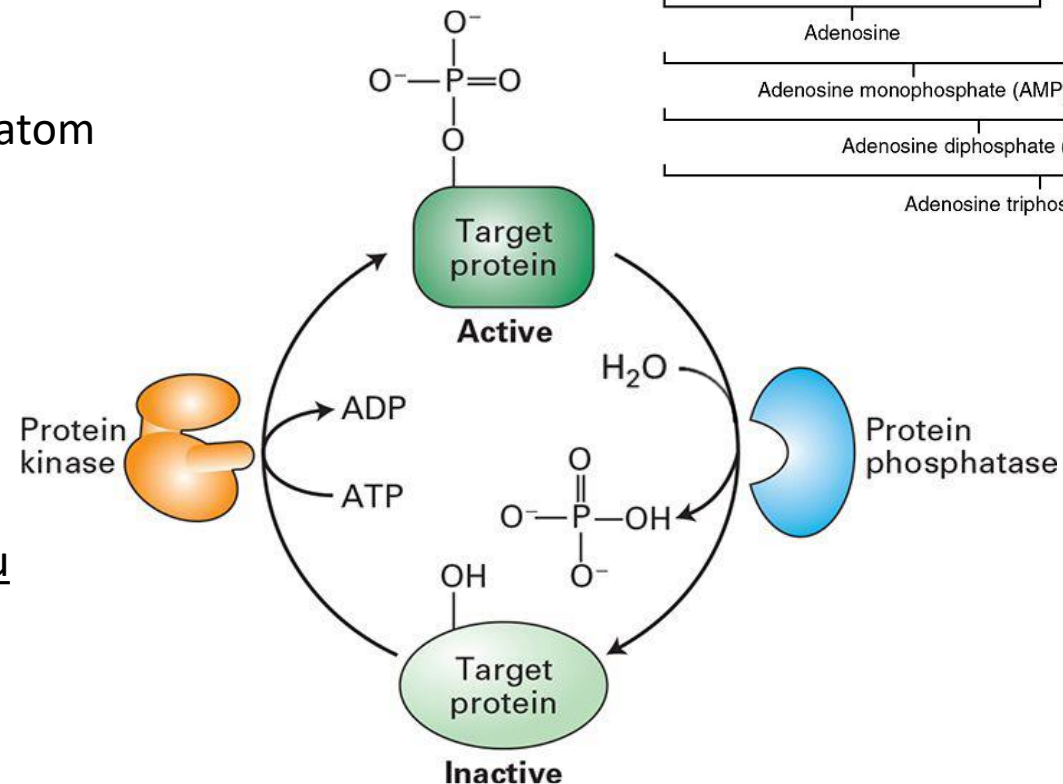 O⁻
O⁻—P=O
O
Adenosine
Adenosine monophosphate (AMP
Adenosine diphosphate (
Adenosine triphos
atom
Target
protein
Active
H₂O
Protein
kinase
ADP
ATP
Protein
phosphatase
O
O⁻—P—OH
O⁻
u
OH
Target
protein
Inactive